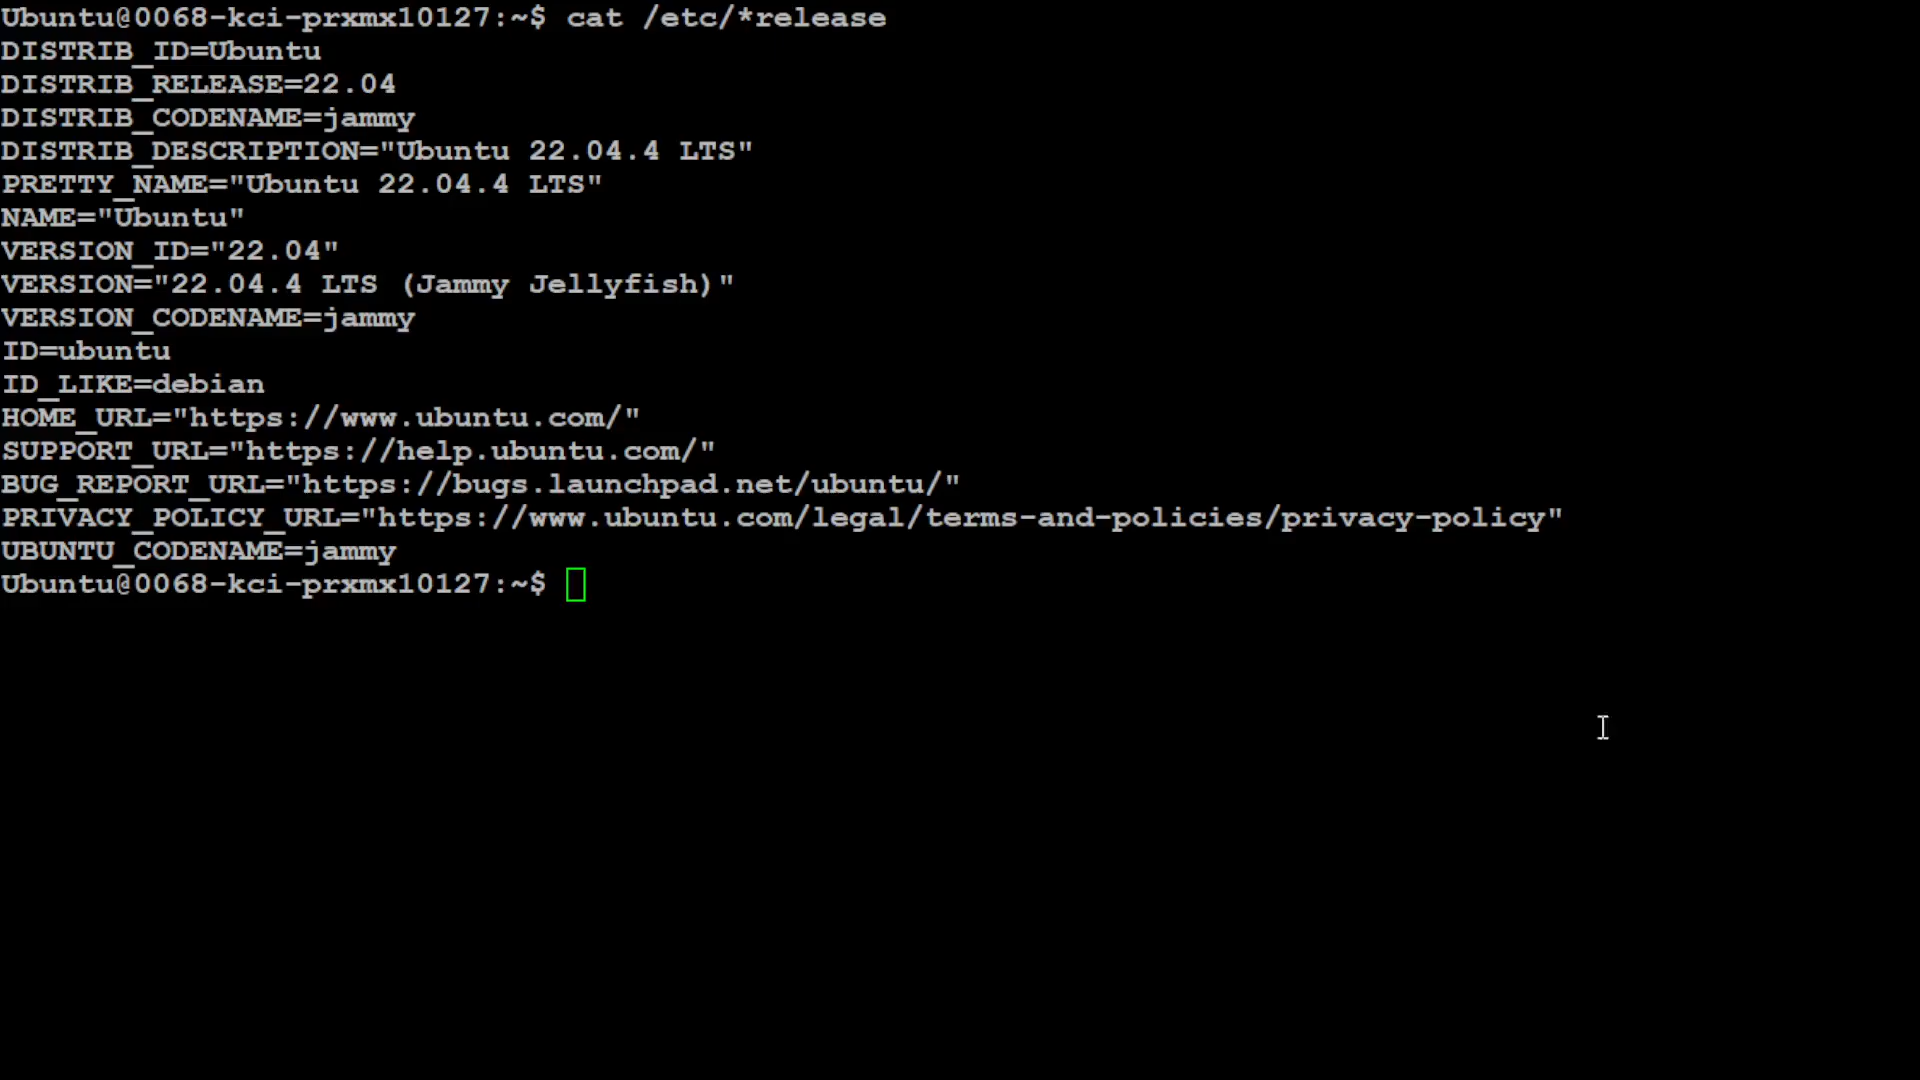 Ubuntu@0068-kci-prxmx10127:~$ cat /etc/*release
DISTRIB_ID=Ubuntu
DISTRIB_RELEASE=22.04
DISTRIB_CODENAME=jammy
DISTRIB_DESCRIPTION="Ubuntu 22.04.4 LTS"
PRETTY_NAME="Ubuntu 22.04.4 LTS"
NAME="Ubuntu"
VERSION_ID="22.04"
VERSION="22.04.4 LTS (Jammy Jellyfish)"
VERSION_CODENAME=jammy
ID=ubuntu
ID_LIKE=debian
HOME_URL="https://www.ubuntu.com/"
SUPPORT_URL="https://help.ubuntu.com/"
BUG_REPORT_URL="https://bugs.launchpad.net/ubuntu/"
PRIVACY_POLICY_URL="https://www.ubuntu.com/legal/terms-and-policies/privacy-policy"
UBUNTU_CODENAME=jammy
Ubuntu@0068-kci-prxmx10127:~$